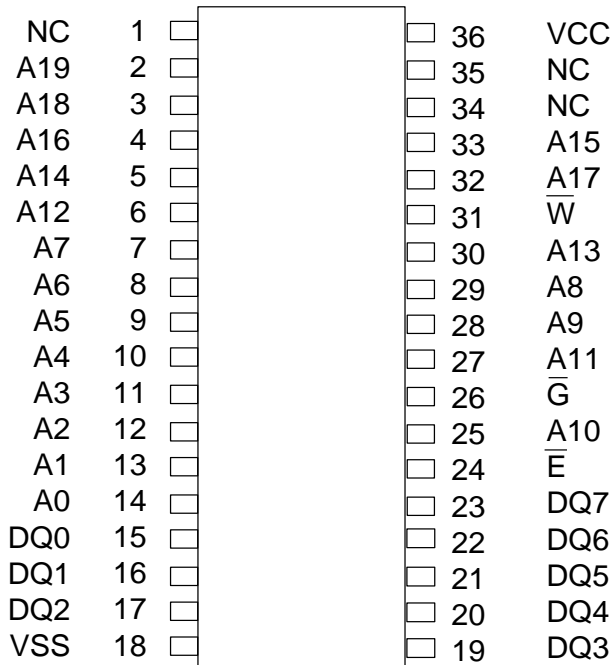 NC 1 36 VCC
A19 2 35 NC
A18 3 34 NC
A16 4 33 A15
A14 5 32 A17
A12 6 31 W̅
A7 7 30 A13
A6 8 29 A8
A5 9 28 A9
A4 10 27 A11
A3 11 26 G̅
A2 12 25 A10
A1 13 24 E̅
A0 14 23 DQ7
DQ0 15 22 DQ6
DQ1 16 21 DQ5
DQ2 17 20 DQ4
VSS 18 19 DQ3